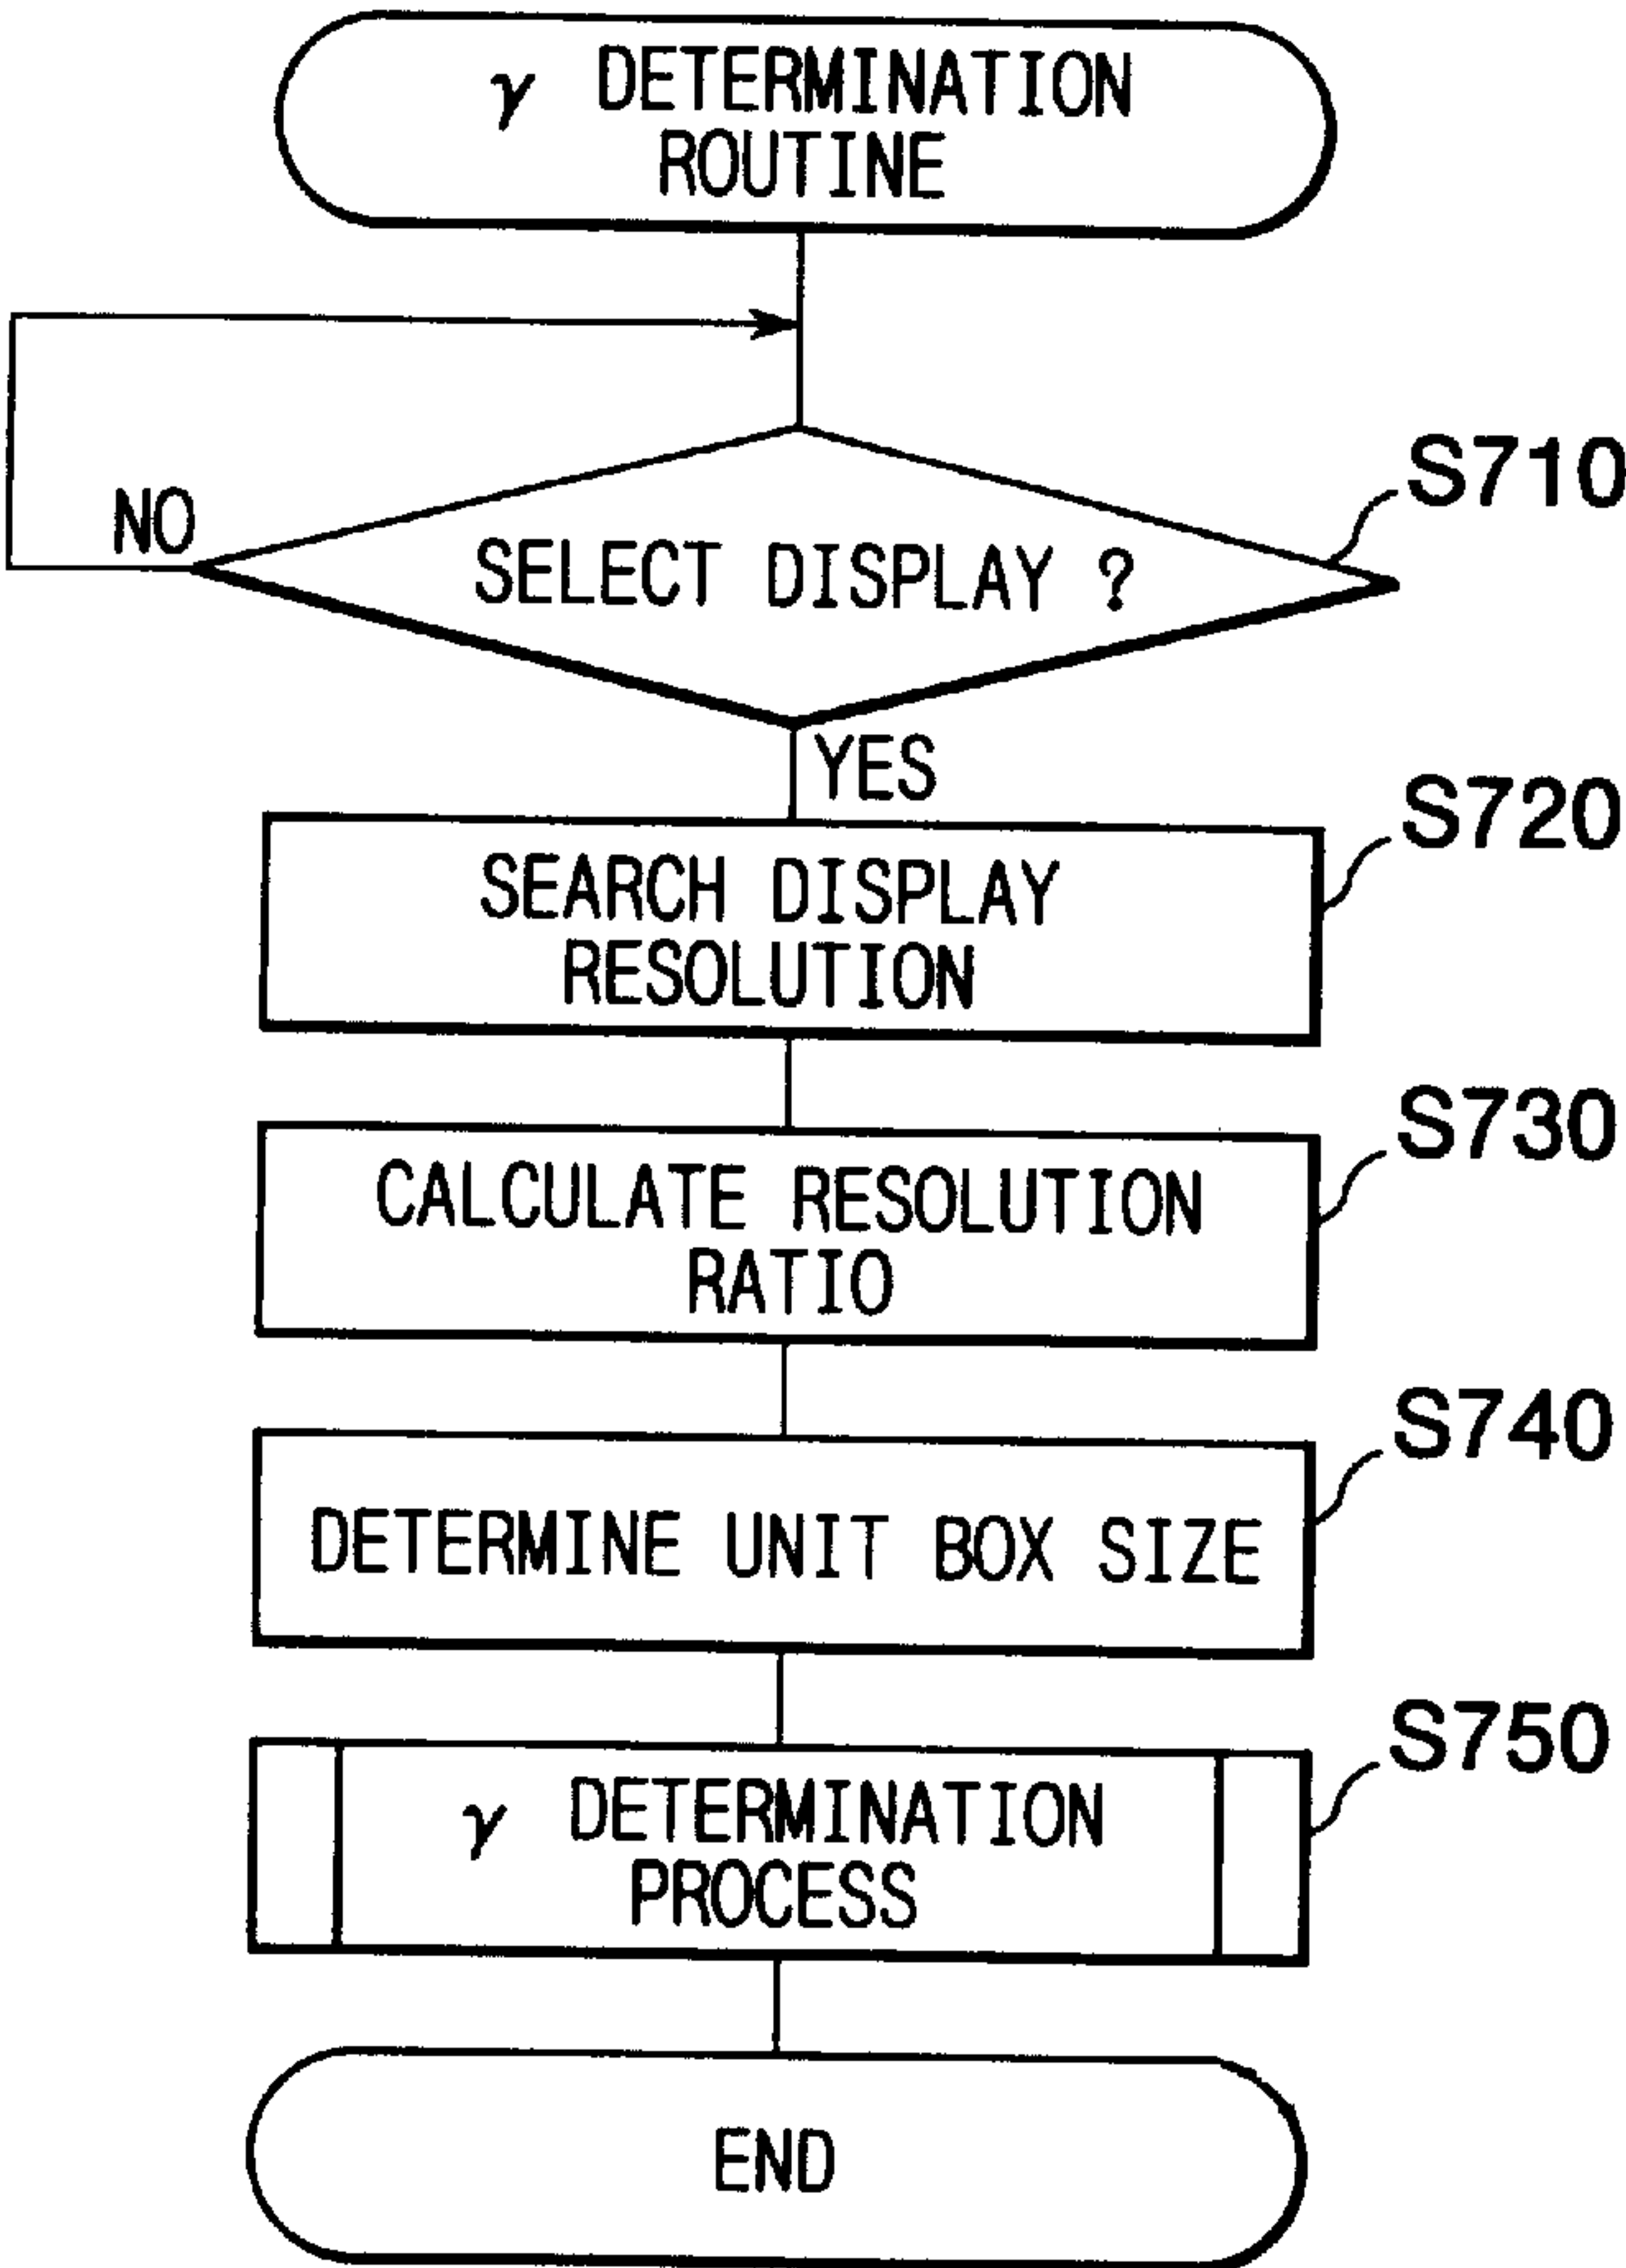 γ DETERMINATION
ROUTINE
S710
NO
SELECT DISPLAY ?
YES
S720
SEARCH DISPLAY
RESOLUTION
S730
CALCULATE RESOLUTION
RATIO
S740
DETERMINE UNIT BOX SIZE
S750
γ DETERMINATION
PROCESS
END